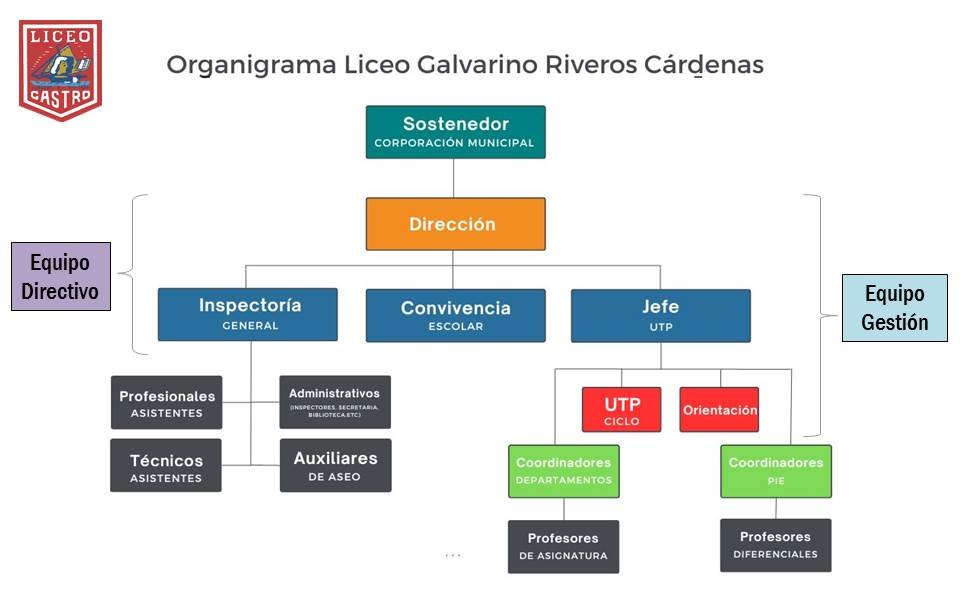 LICEO
CASTRO
Organigrama Liceo Galvarino Riveros Cárdenas
Sostenedor
CORPORACIÓN MUNICIPAL
Dirección
Equipo
Directivo
Inspectoría
GENERAL
Convivencia
ESCOLAR
Jefe
UTP
Equipo
Gestión
Profesionales
ASISTENTES
Administrativos
(INSPECTORES, SECRETARIA,
BIBLIOTECA.ETC)
UTP
CICLO
Orientación
Técnicos
ASISTENTES
Auxiliares
DE ASEO
Coordinadores
DEPARTAMENTOS
Coordinadores
PIE
Profesores
DE ASIGNATURA
Profesores
DIFERENCIALES
...